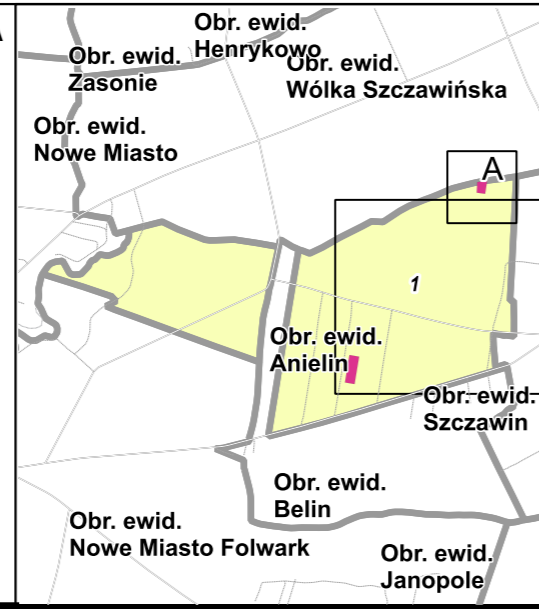 Obr. ewid.
Henrykowo
Obr. ewid.
Zasonie
Obr. ewid.
Wólka Szczawińska
Obr. ewid.
Nowe Miasto
A
1
Obr. ewid.
Anielin
Obr. ewid.
Szczawin
Obr. ewid.
Belin
Obr. ewid.
Nowe Miasto Folwark
Obr. ewid.
Janopole